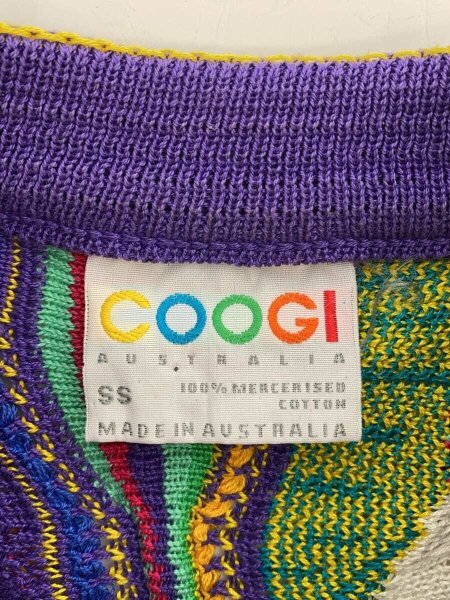 COOGI
AUSTRALIA
SS 100% MERCERISED
COTTON
MADE IN AUSTRALIA